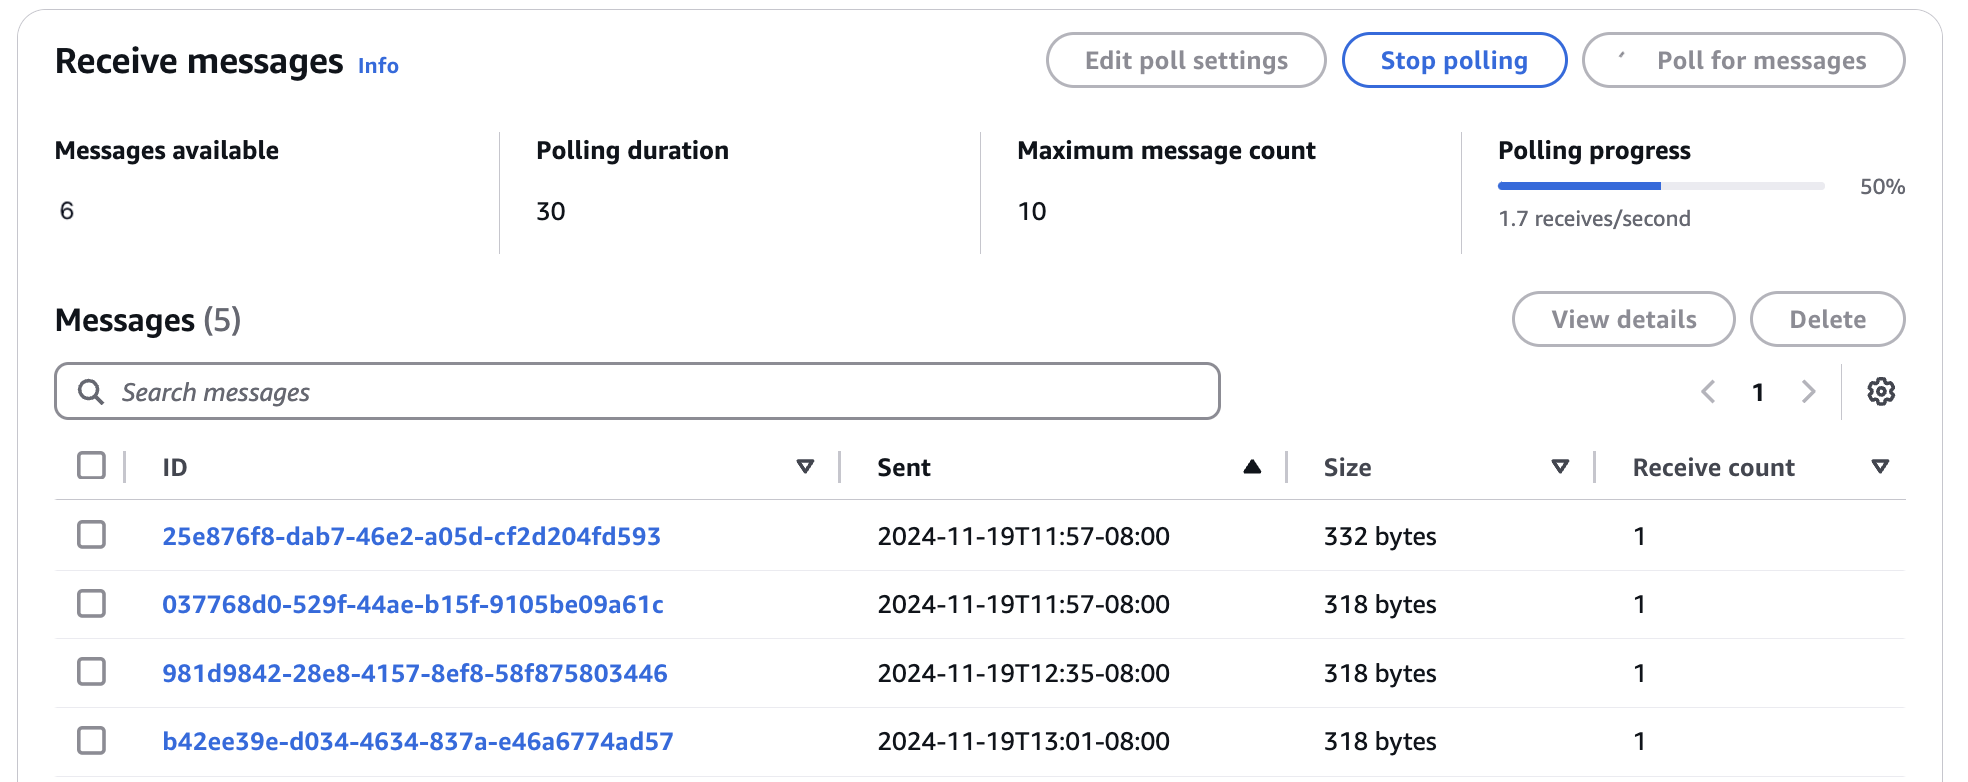 Receive messages Info Edit poll settings Stop polling Poll for messages
Messages available Polling duration Maximum message count Polling progress
6 30 10 50%
1.7 receives/second
Messages (5) View details Delete
Search messages 1
ID Sent Size Receive count
25e876f8-dab7-46e2-a05d-cf2d204fd593 2024-11-19T11:57-08:00 332 bytes 1
037768d0-529f-44ae-b15f-9105be09a61c 2024-11-19T11:57-08:00 318 bytes 1
981d9842-28e8-4157-8ef8-58f875803446 2024-11-19T12:35-08:00 318 bytes 1
b42ee39e-d034-4634-837a-e46a6774ad57 2024-11-19T13:01-08:00 318 bytes 1